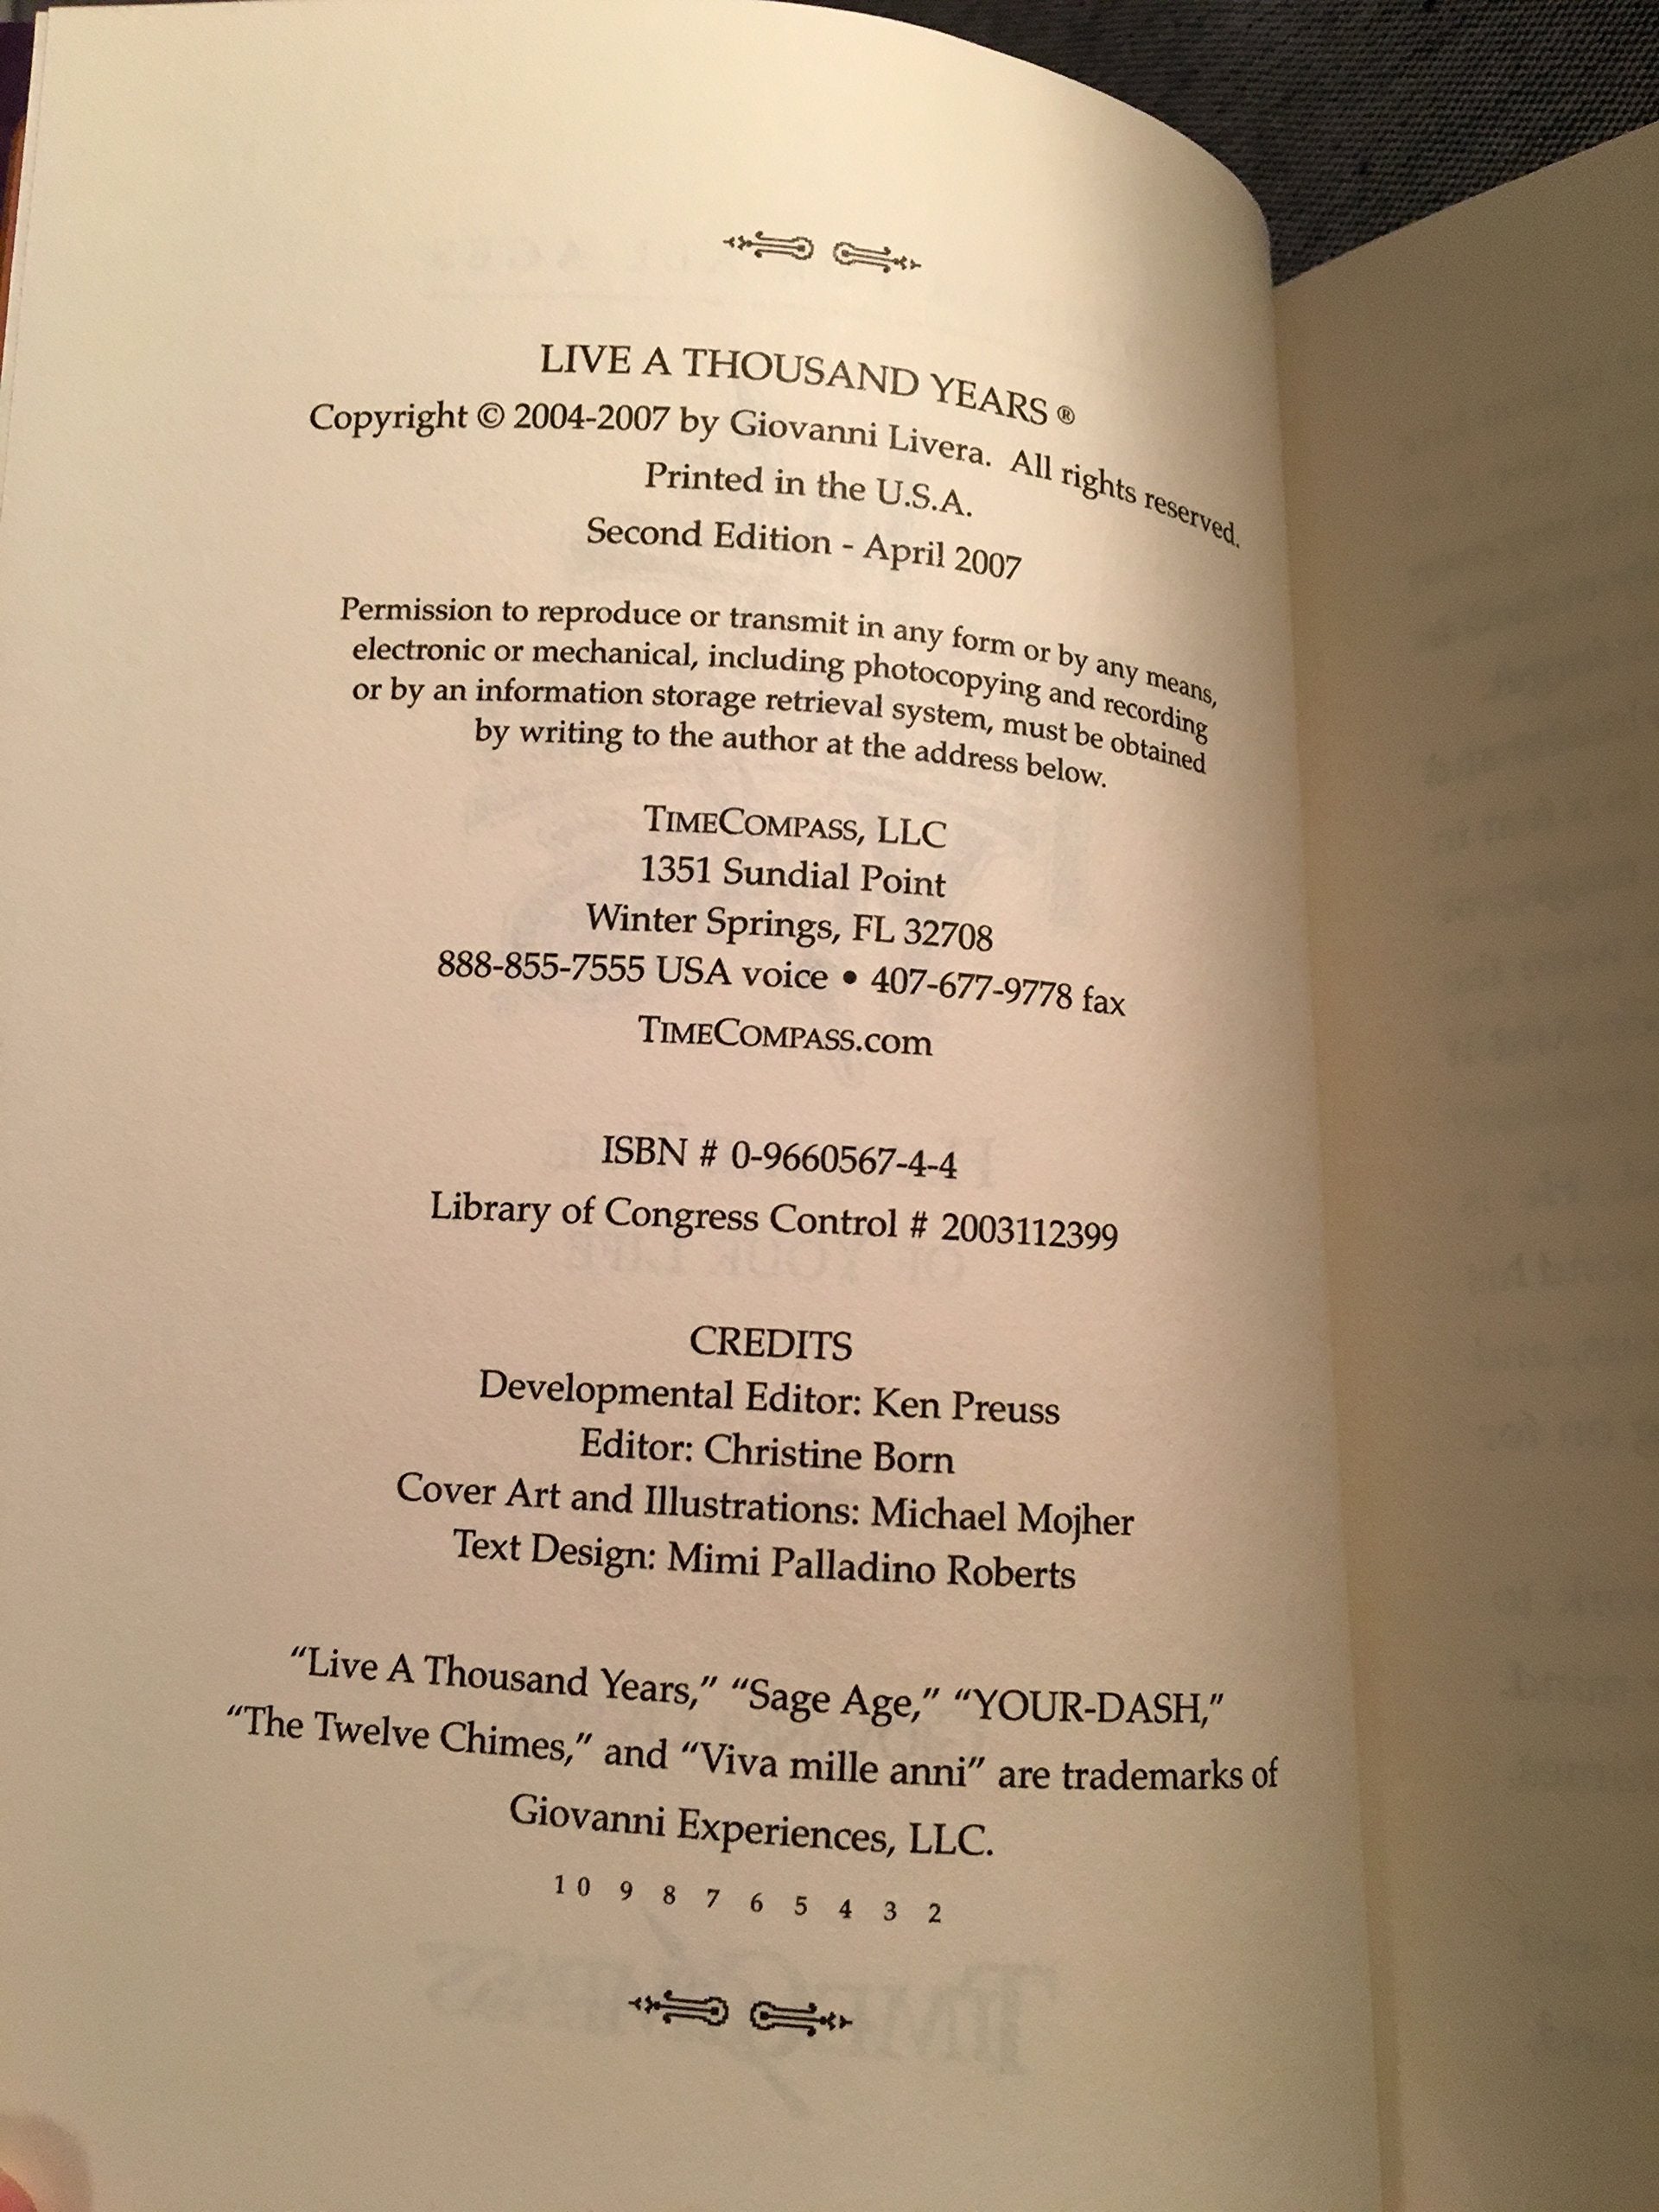 LIVE A THOUSAND YEARS ®
Copyright © 2004-2007 by Giovanni Livera. All rights reserved.
Printed in the U.S.A.
Second Edition - April 2007
Permission to reproduce or transmit in any form or by any means,
electronic or mechanical, including photocopying and recording
or by an information storage retrieval system, must be obtained
by writing to the author at the address below.
TIMECOMPASS, LLC
1351 Sundial Point
Winter Springs, FL 32708
888-855-7555 USA voice • 407-677-9778 fax
TIMECOMPASS.com
ISBN # 0-9660567-4-4
Library of Congress Control # 2003112399
CREDITS
Developmental Editor: Ken Preuss
Editor: Christine Born
Cover Art and Illustrations: Michael Mojher
Text Design: Mimi Palladino Roberts
“Live A Thousand Years,” “Sage Age,” “YOUR-DASH,”
“The Twelve Chimes,” and “Viva mille anni” are trademarks of
Giovanni Experiences, LLC.
10 9 8 7 6 5 4 3 2